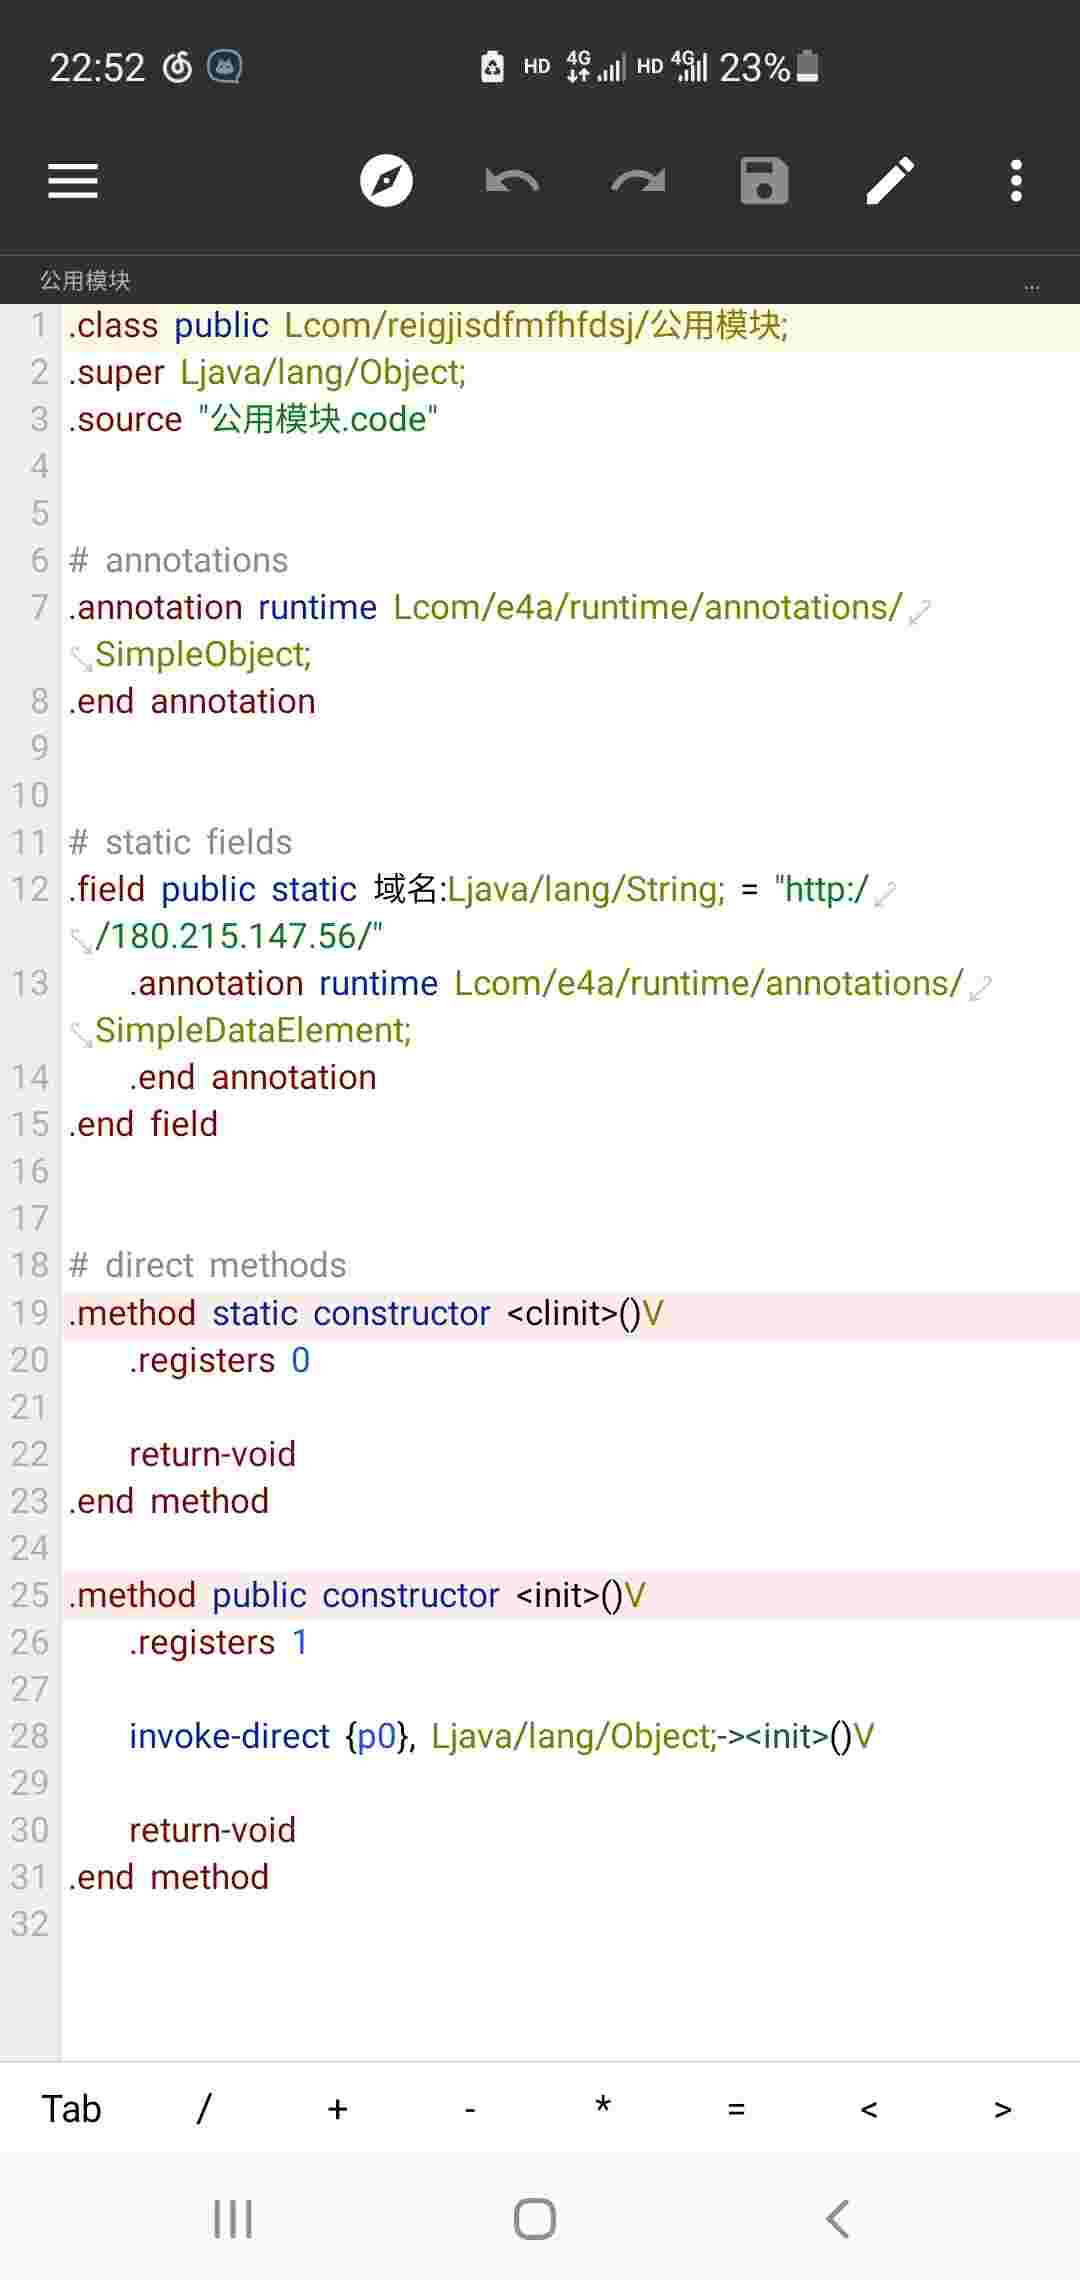 22:52 HD 4G HD 4G 23%
公用模块 ...
1 .class public Lcom/reigjisdfmfhfdsj/公用模块;
2 .super Ljava/lang/Object;
3 .source "公用模块.code"
4
5
6 # annotations
7 .annotation runtime Lcom/e4a/runtime/annotations/
SimpleObject;
8 .end annotation
9
10
11 # static fields
12 .field public static 域名:Ljava/lang/String; = "http:/
/180.215.147.56/"
13 .annotation runtime Lcom/e4a/runtime/annotations/
SimpleDataElement;
14 .end annotation
15 .end field
16
17
18 # direct methods
19 .method static constructor <clinit>()V
20 .registers 0
21
22 return-void
23 .end method
24
25 .method public constructor <init>()V
26 .registers 1
27
28 invoke-direct {p0}, Ljava/lang/Object;-><init>()V
29
30 return-void
31 .end method
32
Tab / + - * = < >